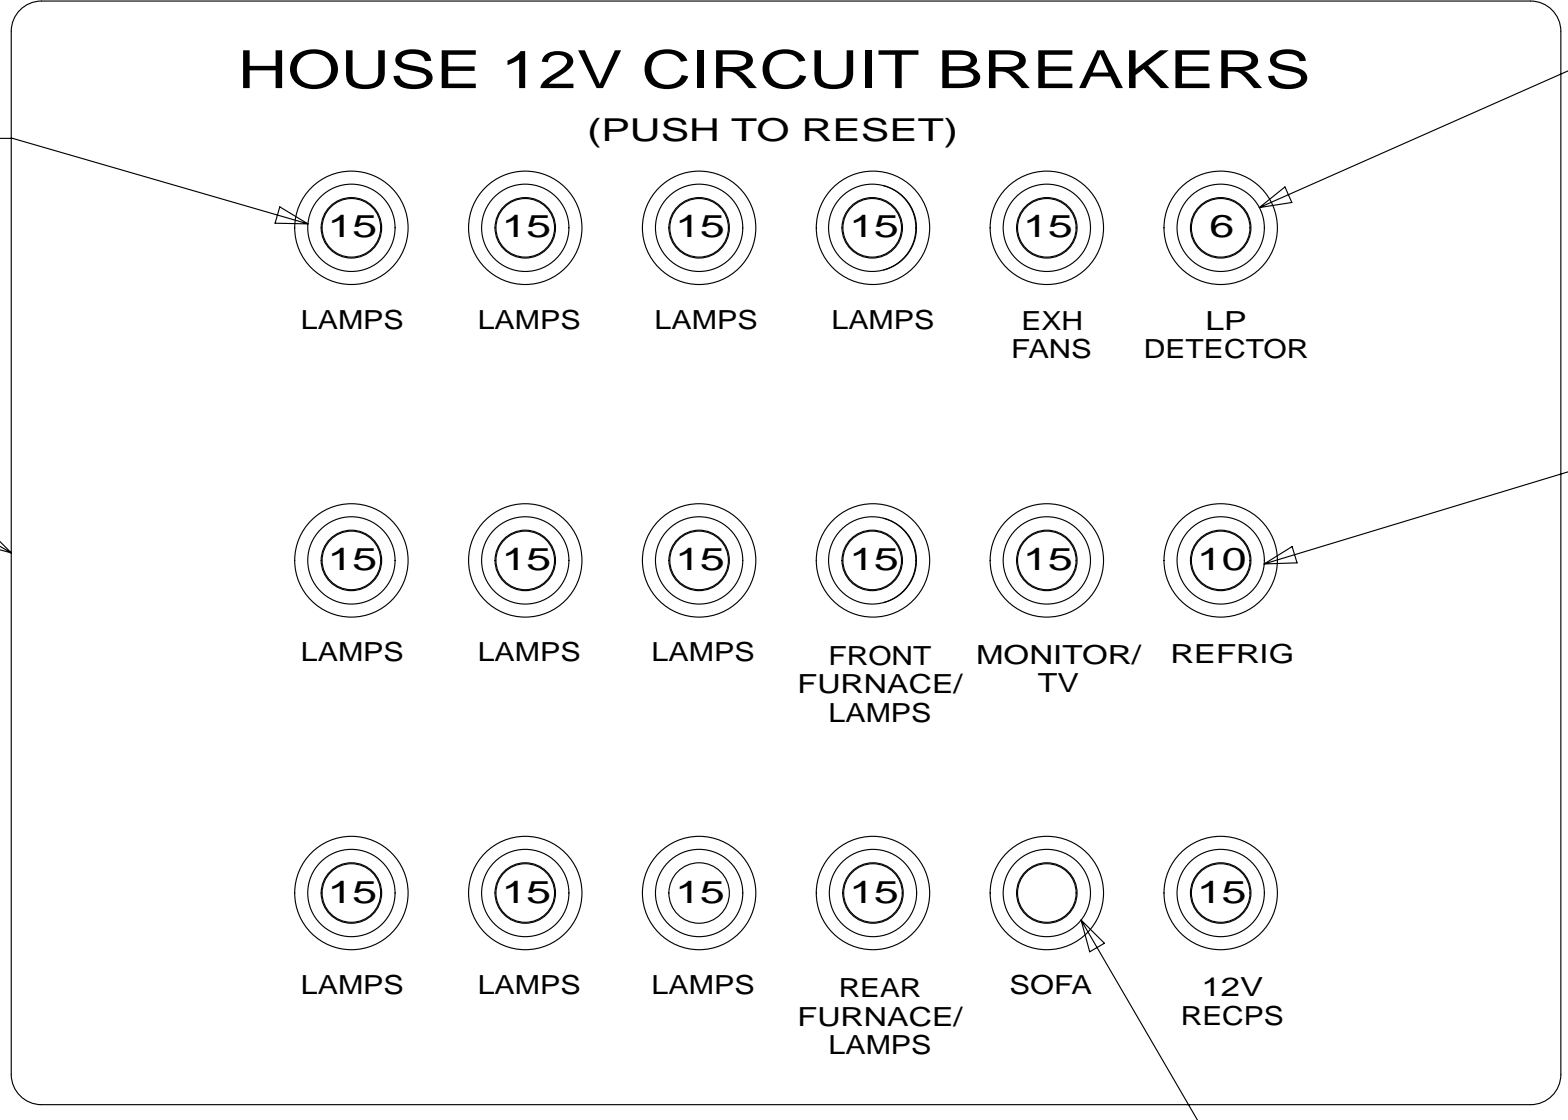 HOUSE 12V CIRCUIT BREAKERS
(PUSH TO RESET)
15 15 15 15 15 6
LAMPS LAMPS LAMPS LAMPS EXH LP
FANS DETECTOR
15 15 15 15 15 10
LAMPS LAMPS LAMPS FRONT MONITOR/ REFRIG
FURNACE/ TV
LAMPS
15 15 15 15 15
LAMPS LAMPS LAMPS REAR SOFA 12V
FURNACE/ RECPS
LAMPS